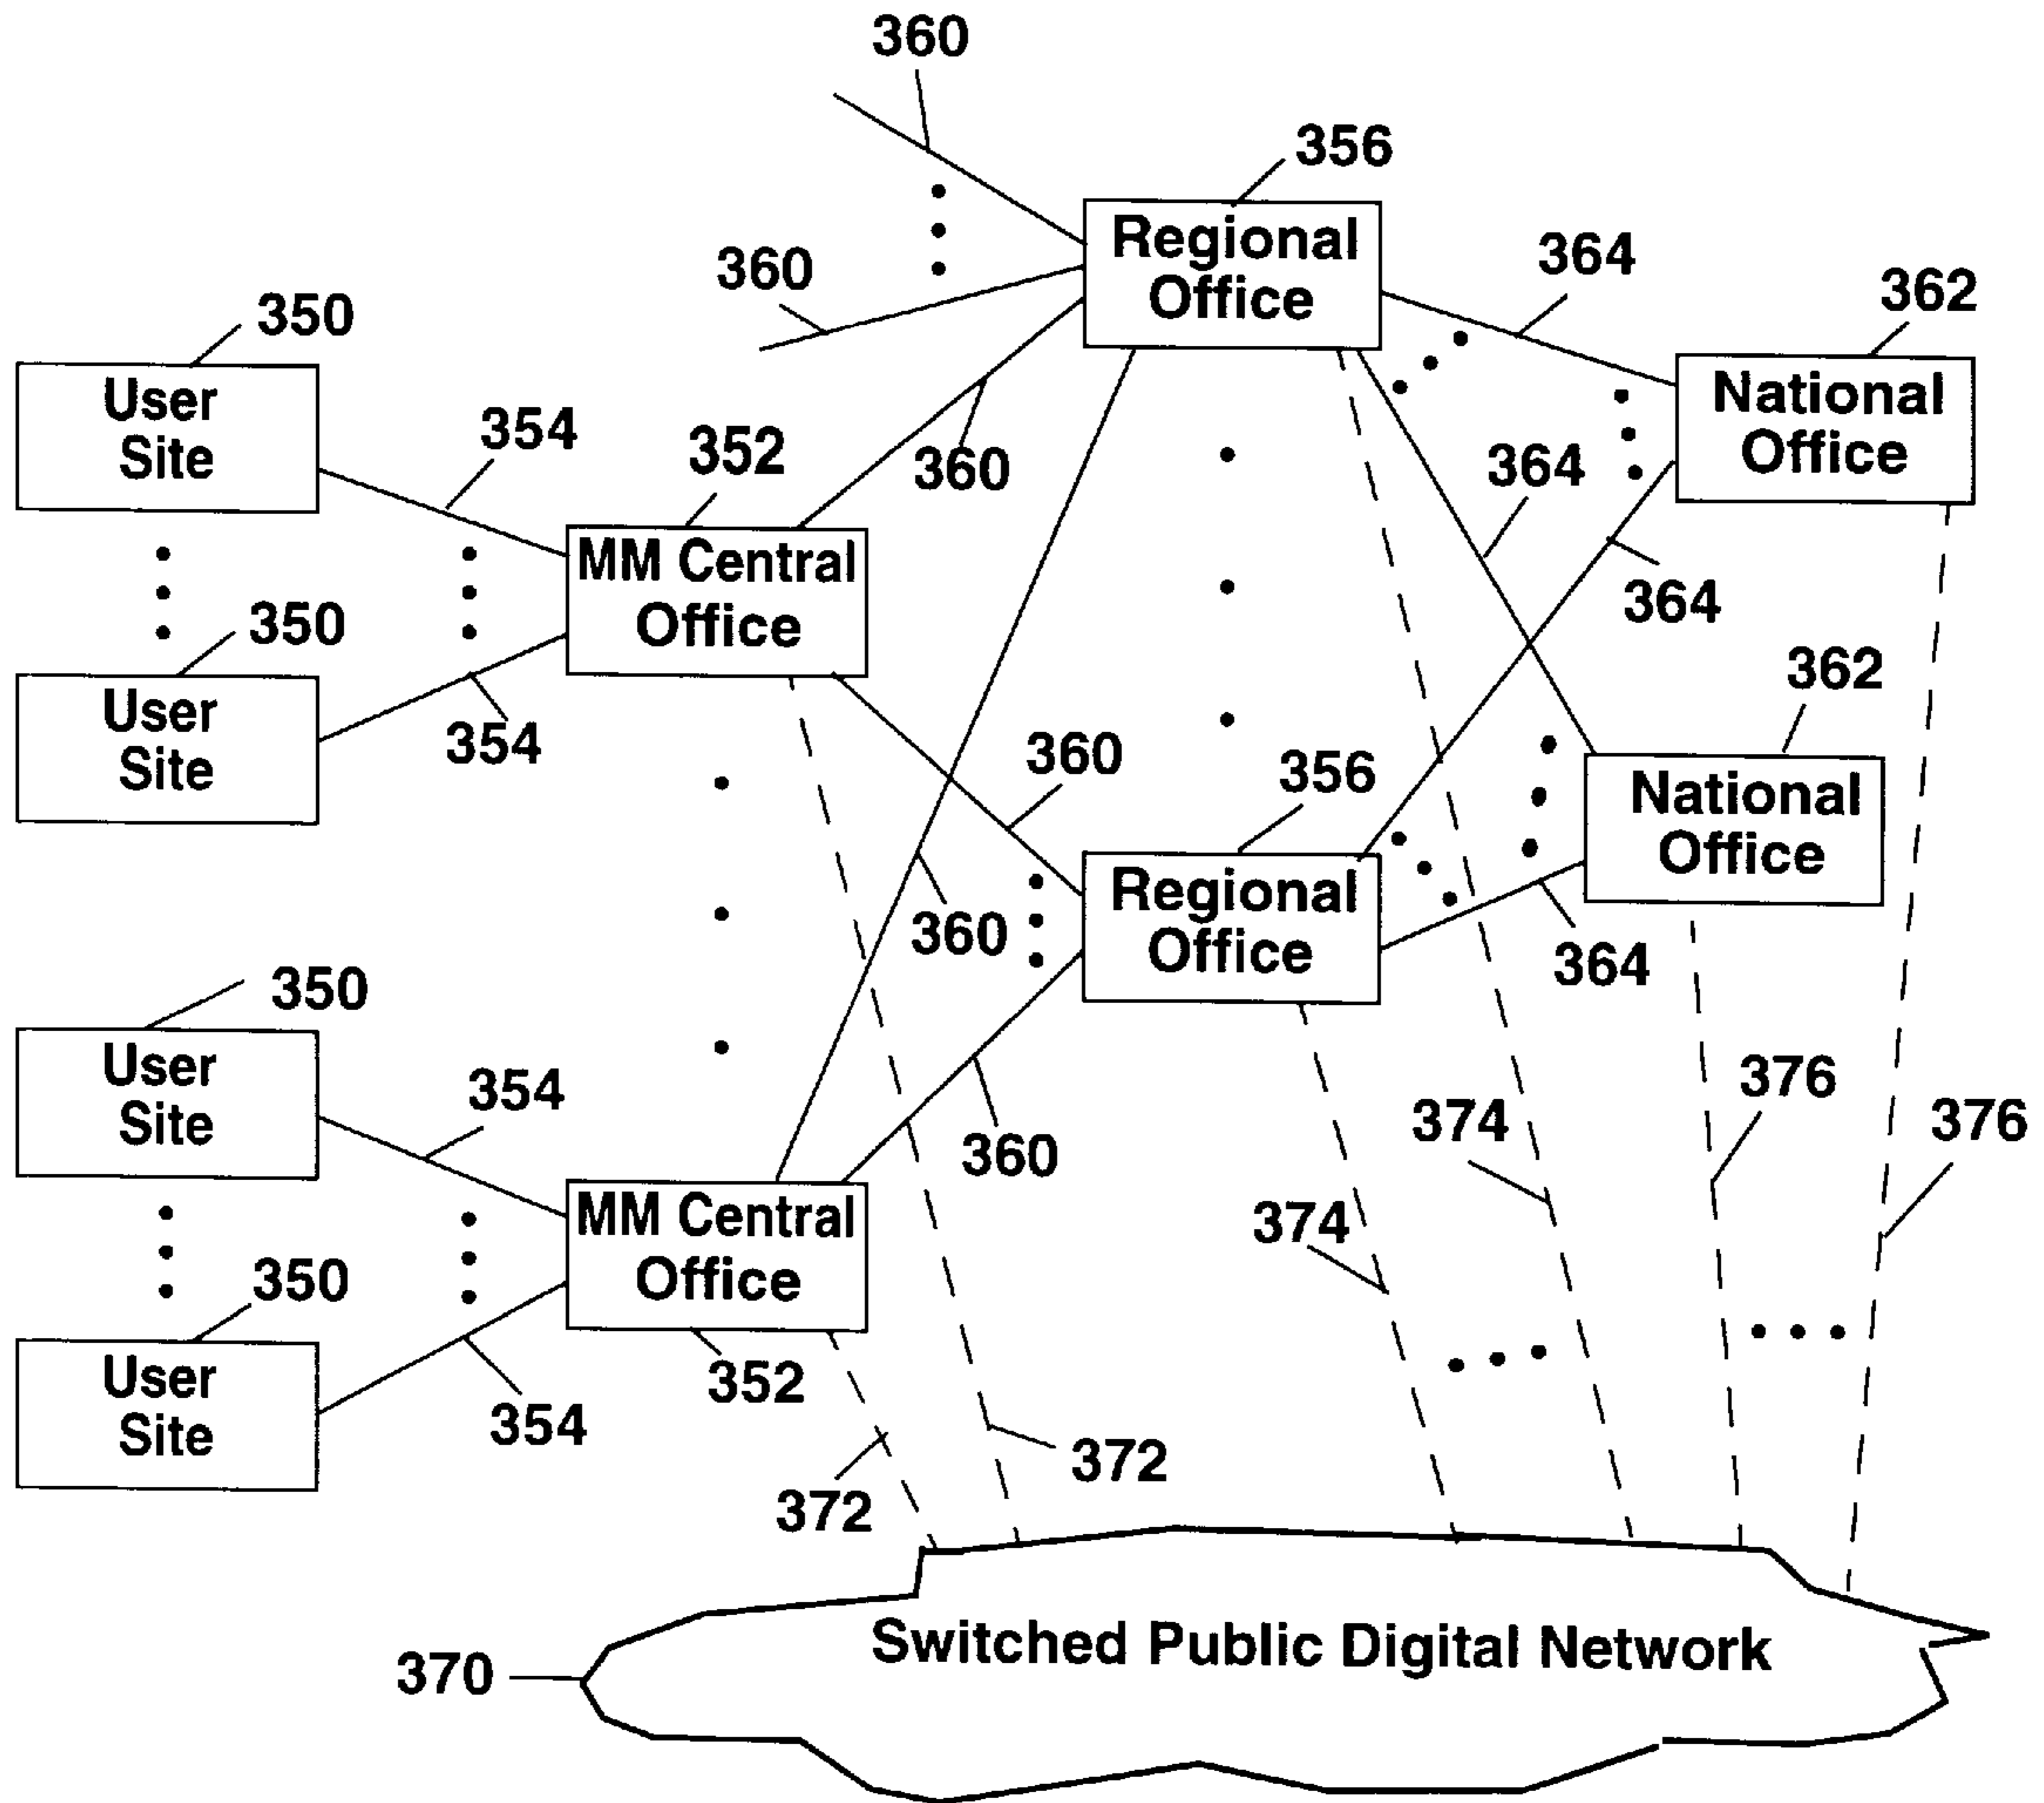 360
356
Regional
Office
360
364
362
350
User
Site
354
352
360
364
National
Office
MM Central
Office
350
364
User
Site
354
360
356
362
National
Office
360
Regional
Office
364
350
User
Site
354
360
374
376
376
374
MM Central
Office
350
352
User
Site
354
372
372
Switched Public Digital Network
370